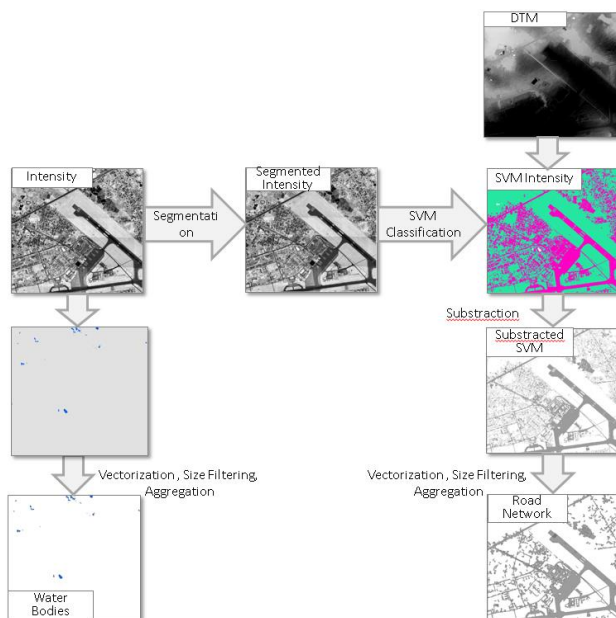 DTM
Intensity
Segmented
Intensity
SVM Intensity
Segmentati
on
SVM
Classification
Substraction
Substracted
SVM
Vectorization , Size Filtering,
Aggregation
Vectorization , Size Filtering,
Aggregation
Road
Network
Water
Bodies